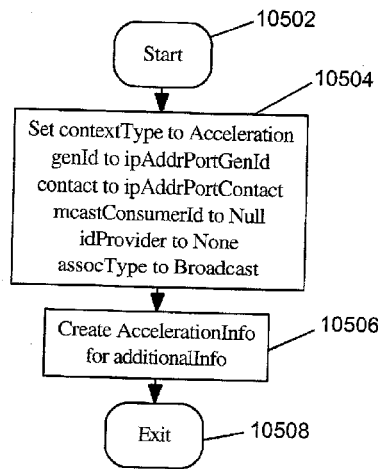 10502
Start
10504
Set contextType to Acceleration
genId to ipAddrPortGenId
contact to ipAddrPortContact
mcastConsumerId to Null
idProvider to None
assocType to Broadcast
Create AccelerationInfo
for additionalInfo
10506
Exit
10508